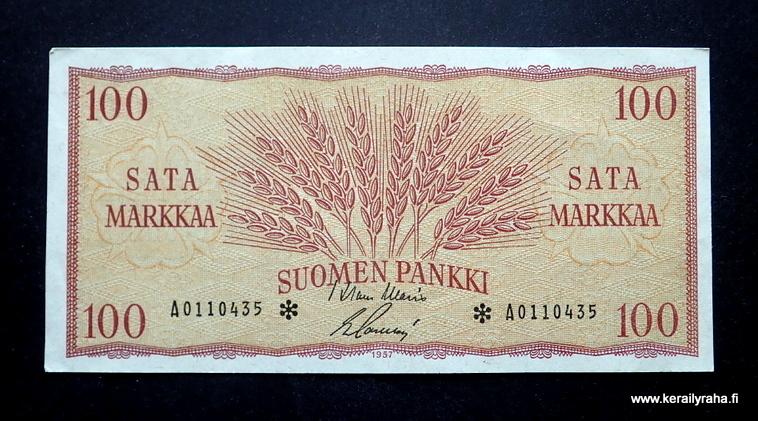 100 100
SATA MARKKAA
SATA MARKKAA
SUOMEN PANKKI
A0110435 * * A0110435
100 100
1957
www.kerailyraha.fi